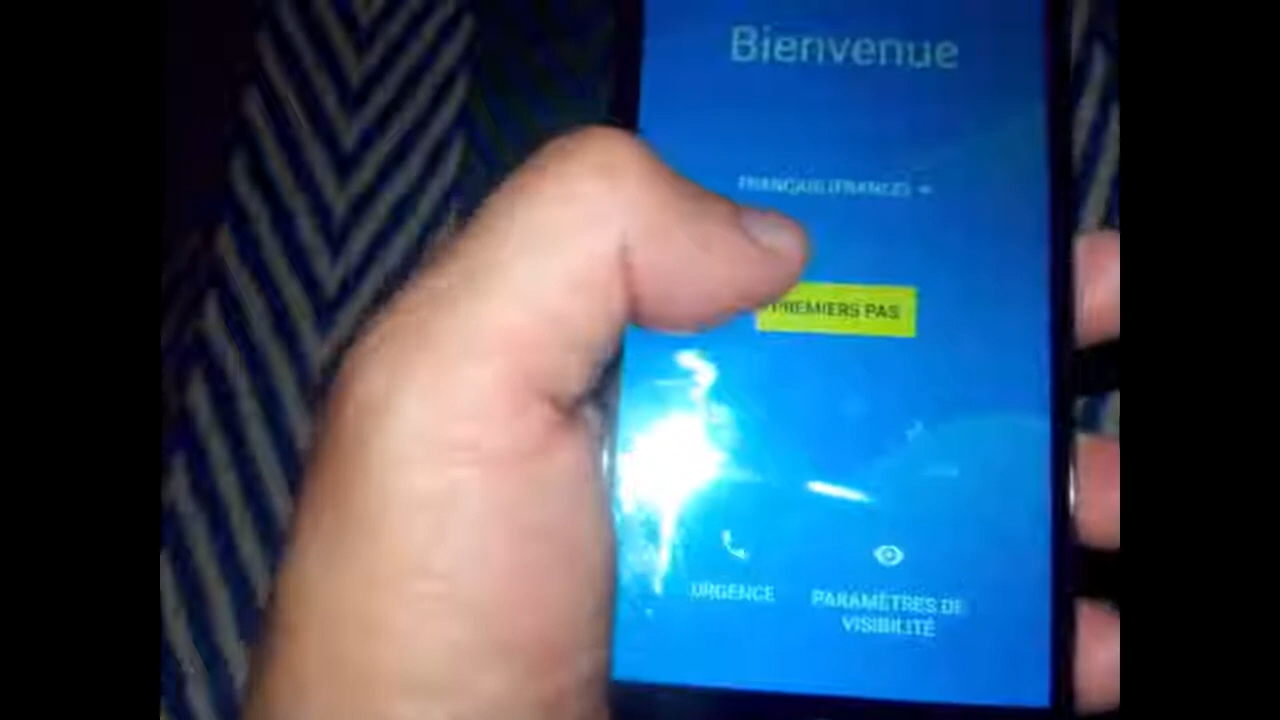 Bienvenue
FRANÇAIS (FRANCE)
PREMIERS PAS
URGENCE
PARAMÈTRES DE
VISIBILITÉ